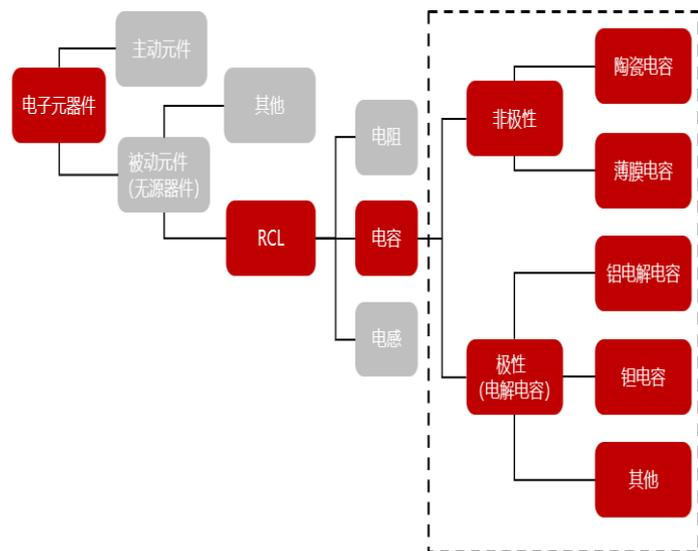 主动元件
电子元器件
其他
被动元件
(无源器件)
RCL
电阻
电容
电感
非极性
陶瓷电容
薄膜电容
铝电解电容
极性
(电解电容)
钽电容
其他